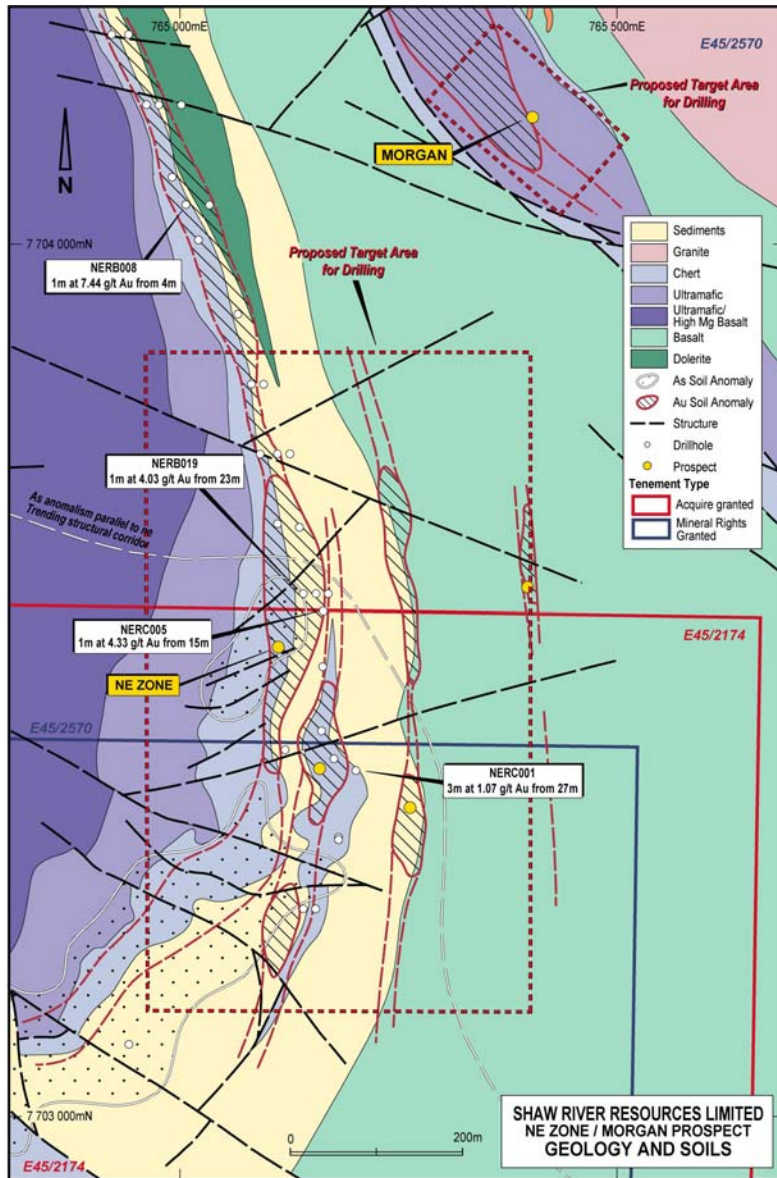 765 000mE
765 500mE
E45/2570
Proposed Target Area
for Drilling
MORGAN
N
7 704 000mN
NERB008
1m at 7.44 g/t Au from 4m
Proposed Target Area
for Drilling
Sediments
Granite
Chert
Ultramafic
Ultramafic/
High Mg Basalt
Basalt
Dolerite
As Soil Anomaly
Au Soil Anomaly
Structure
Drillhole
Prospect
Tenement Type
Acquire granted
Mineral Rights
Granted
NERB019
1m at 4.03 g/t Au from 23m
As anomalism parallel to ne
Trending structural corridor
NERC005
1m at 4.33 g/t Au from 15m
E45/2174
NE ZONE
E45/2570
NERC001
3m at 1.07 g/t Au from 27m
7 703 000mN
0
200m
SHAW RIVER RESOURCES LIMITED
NE ZONE / MORGAN PROSPECT
GEOLOGY AND SOILS
E45/2174